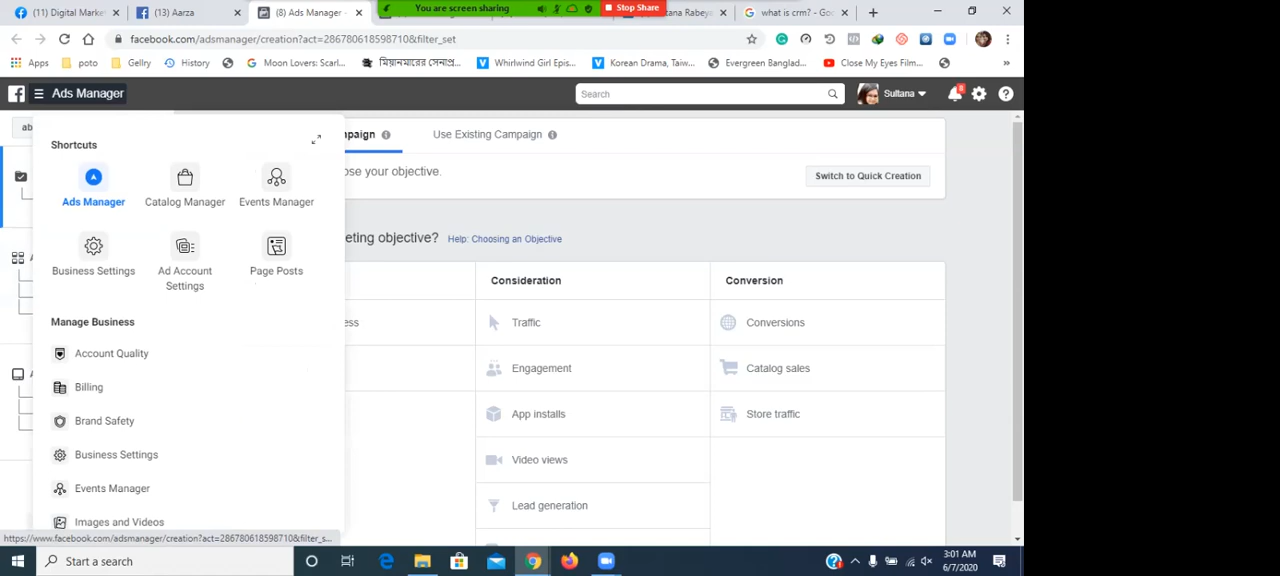 (11) Digital Marke
(13) Aarza
(8) Ads Manager -
You are screen sharing
Stop Share
what is crm? - Goo
facebook.com/adsmanager/creation?act=286780618598710&filter_set
Apps
poto
Gellry
History
Moon Lovers: Scarl...
মিয়ানমারের সেনাপ্র...
Whirlwind Girl Epis...
Korean Drama, Taiw...
Evergreen Banglad...
Close My Eyes Film...
Ads Manager
Search
Sultana
ab
Shortcuts
Ads Manager
Catalog Manager
Events Manager
Business Settings
Ad Account
Settings
Page Posts
Manage Business
Account Quality
Billing
Brand Safety
Business Settings
Events Manager
Images and Videos
mpaign
Use Existing Campaign
ose your objective.
Switch to Quick Creation
eting objective?
Help: Choosing an Objective
Consideration
Conversion
ess
Traffic
Conversions
Engagement
Catalog sales
App installs
Store traffic
Video views
Lead generation
https://www.facebook.com/adsmanager/creation?act=286780618598710&filter_s...
Start a search
3:01 AM
6/7/2020